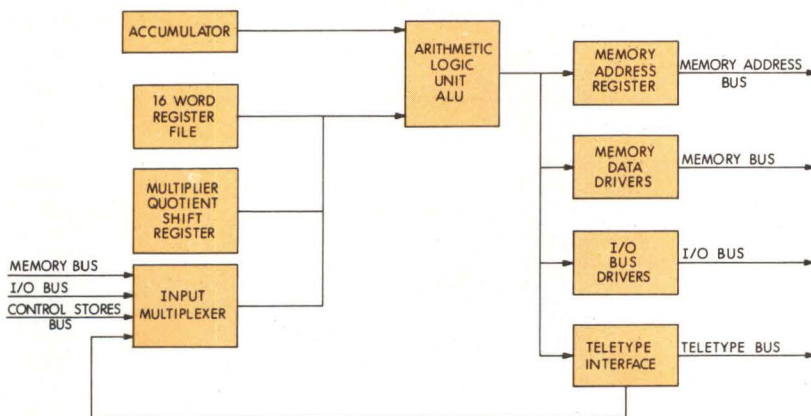 ACCUMULATOR
16 WORD
REGISTER
FILE
MULTIPLIER
QUOTIENT
SHIFT
REGISTER
MEMORY BUS
I/O BUS
CONTROL STORES
BUS
INPUT
MULTIPLEXER
ARITHMETIC
LOGIC
UNIT
ALU
MEMORY
ADDRESS
REGISTER
MEMORY ADDRESS
BUS
MEMORY
DATA
DRIVERS
MEMORY BUS
I/O
BUS
DRIVERS
I/O BUS
TELETYPE
INTERFACE
TELETYPE BUS